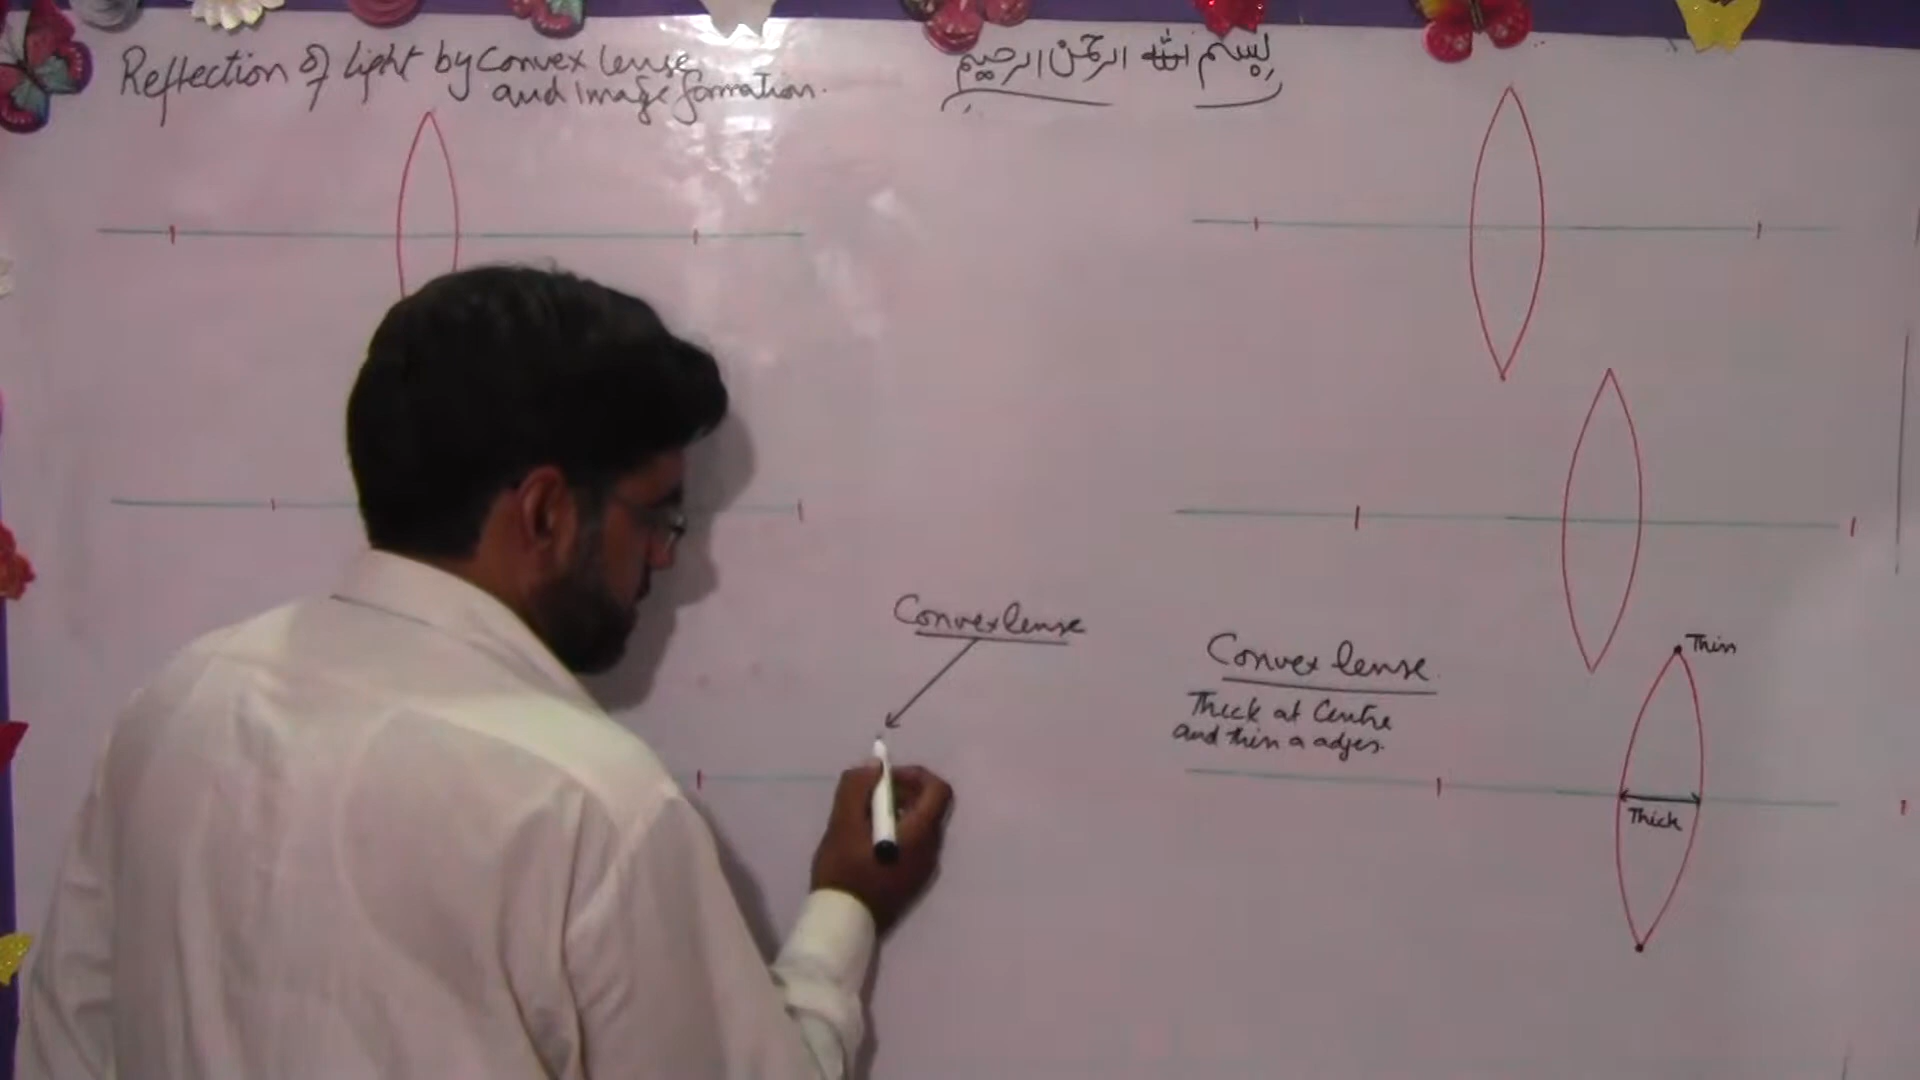 Reflection of light by Convex lense
and Image formation.
بسم الله الرحمن الرحيم
Convex lense
Convex lense.
Thick at Centre
and thin a adjes.
Thin
Thick